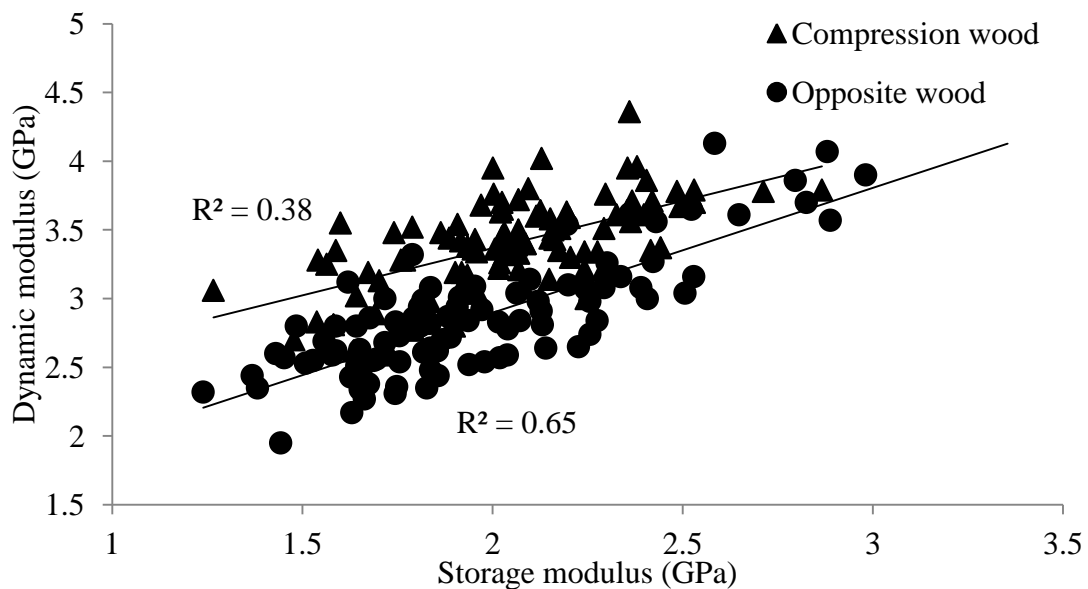 5
4.5
4
3.5
3
2.5
2
1.5
Dynamic modulus (GPa)
Compression wood
Opposite wood
R² = 0.38
R² = 0.65
1
1.5
2
2.5
3
3.5
Storage modulus (GPa)